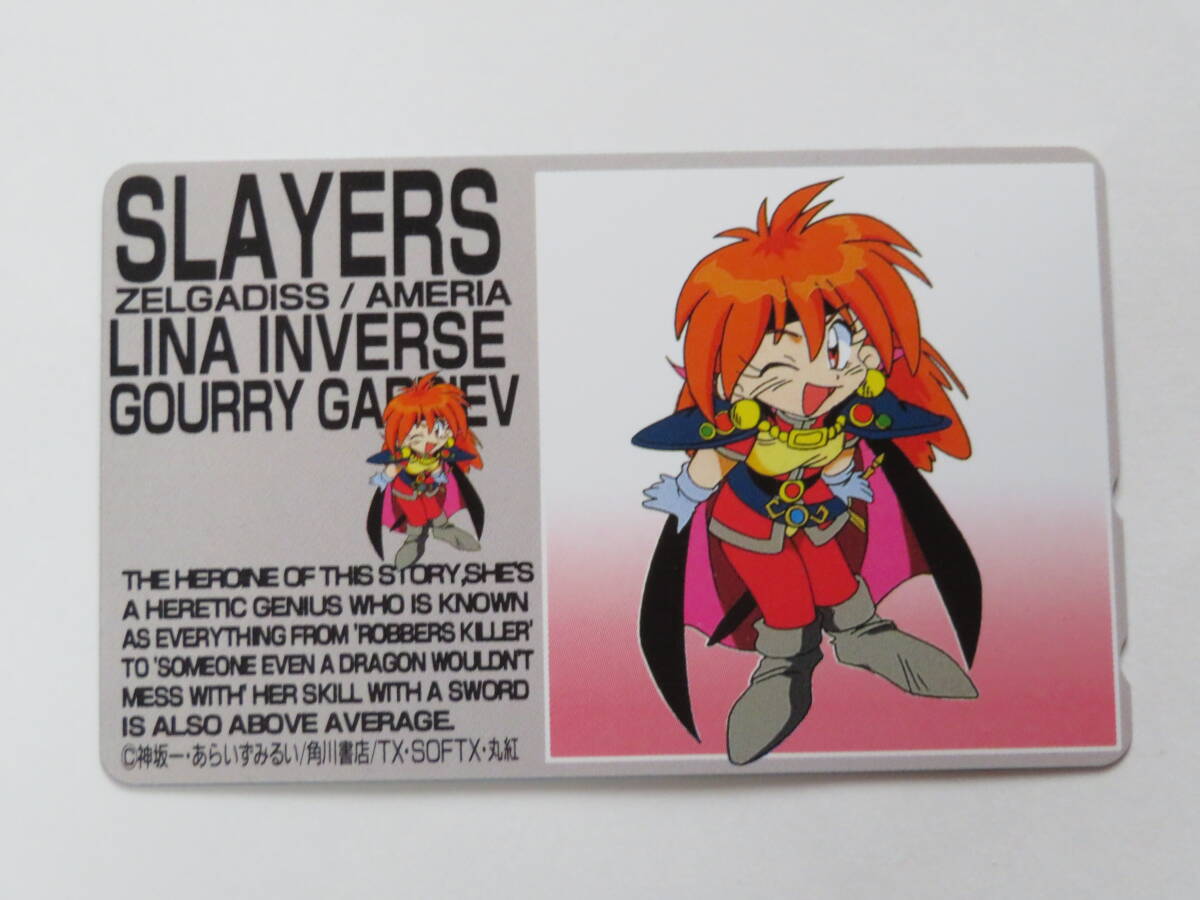 SLAYERS
ZELGADISS / AMERIA
LINA INVERSE
GOURRY
THE HEROINE OF THIS STORY,SHE'S
A HERETIC GENIUS WHO IS KNOWN
AS EVERYTHING FROM 'ROBBERS KILLER'
TO 'SOMEONE EVEN A DRAGON WOULDN'T
MESS WITH' HER SKILL WITH A SWORD
IS ALSO ABOVE AVERAGE.
©神坂一・あらいずみるい/角川書店/TX・SOFTX・丸紅